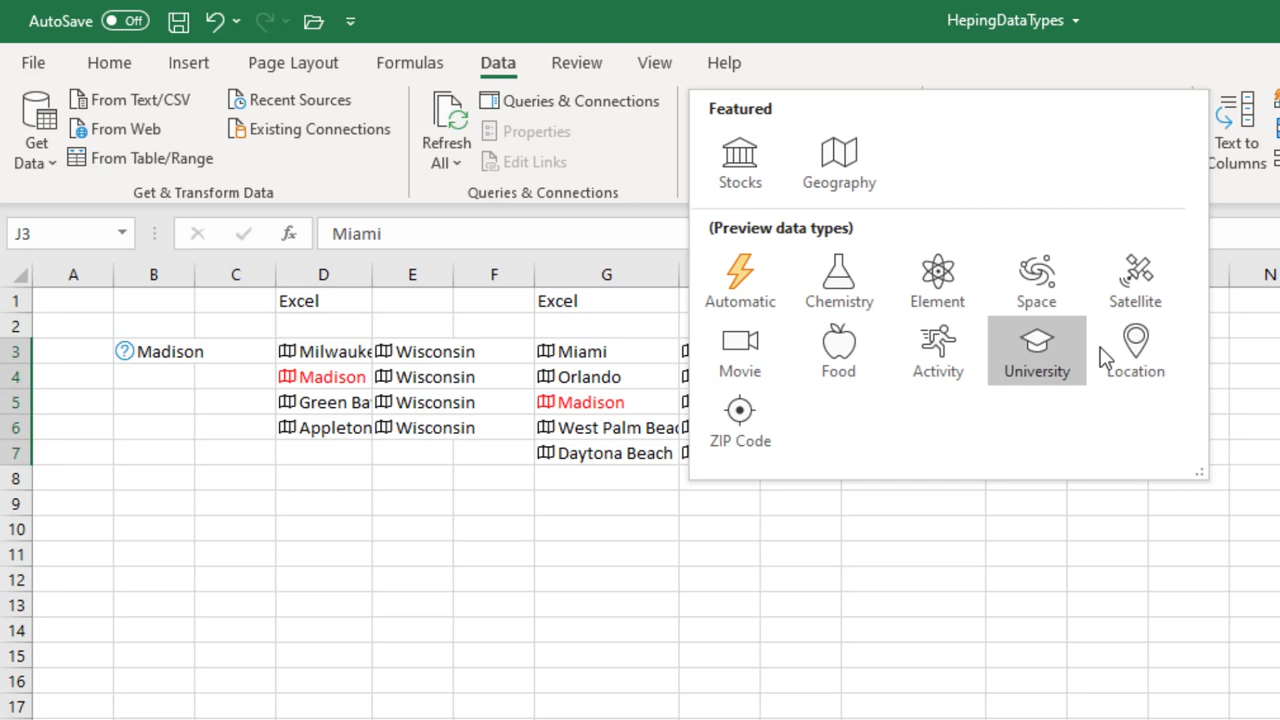 AutoSave Off HepingDataTypes
File Home Insert Page Layout Formulas Data Review View Help
Get Data
From Text/CSV
From Web
From Table/Range
Recent Sources
Existing Connections
Get & Transform Data
Refresh All
Queries & Connections
Properties
Edit Links
Queries & Connections
Featured
Stocks Geography
(Preview data types)
Automatic Chemistry Element Space Satellite
Movie Food Activity University Location
ZIP Code
Text to
Columns
J3 fx Miami
A B C D E F G N
1 Excel Excel
2
3 Madison Milwauke Wisconsin Miami
4 Madison Wisconsin Orlando
5 Green Ba Wisconsin Madison
6 Appleton Wisconsin West Palm Beac
7 Daytona Beach
8
9
10
11
12
13
14
15
16
17